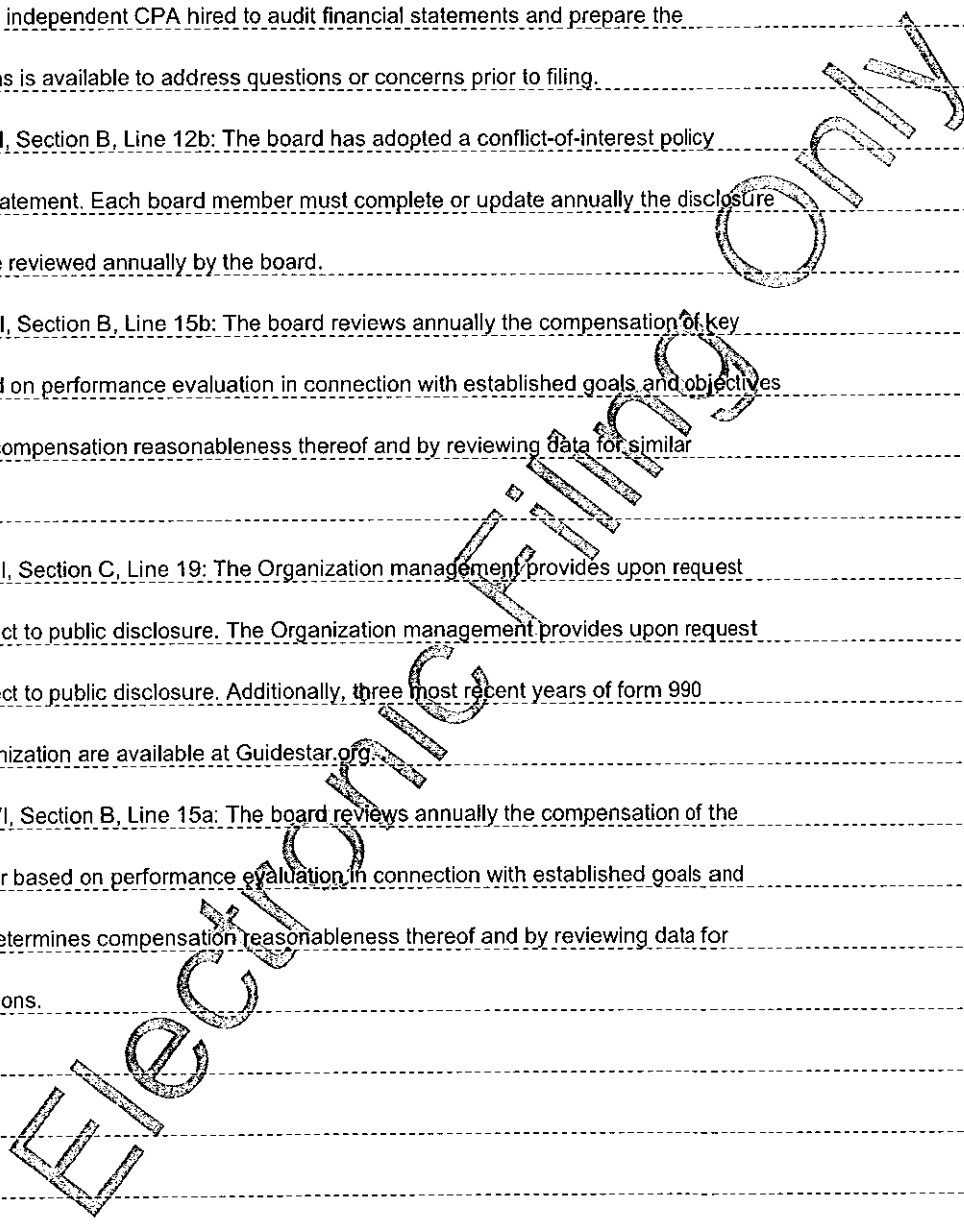 independent CPA hired to audit financial statements and prepare the
is available to address questions or concerns prior to filing.
Section B, Line 12b: The board has adopted a conflict-of-interest policy
Each board member must complete or update annually the disclosure
reviewed annually by the board.
Section B, Line 15b: The board reviews annually the compensation of key
on performance evaluation in connection with established goals and objectives
compensation reasonableness thereof and by reviewing data for similar
Section C, Line 19: The Organization management provides upon request
to public disclosure. The Organization management provides upon request
to public disclosure. Additionally, three most recent years of form 990
are available at Guidestar.org.
Section B, Line 15a: The board reviews annually the compensation of the
based on performance evaluation in connection with established goals and
compensation reasonableness thereof and by reviewing data for
Electronic Filing Only